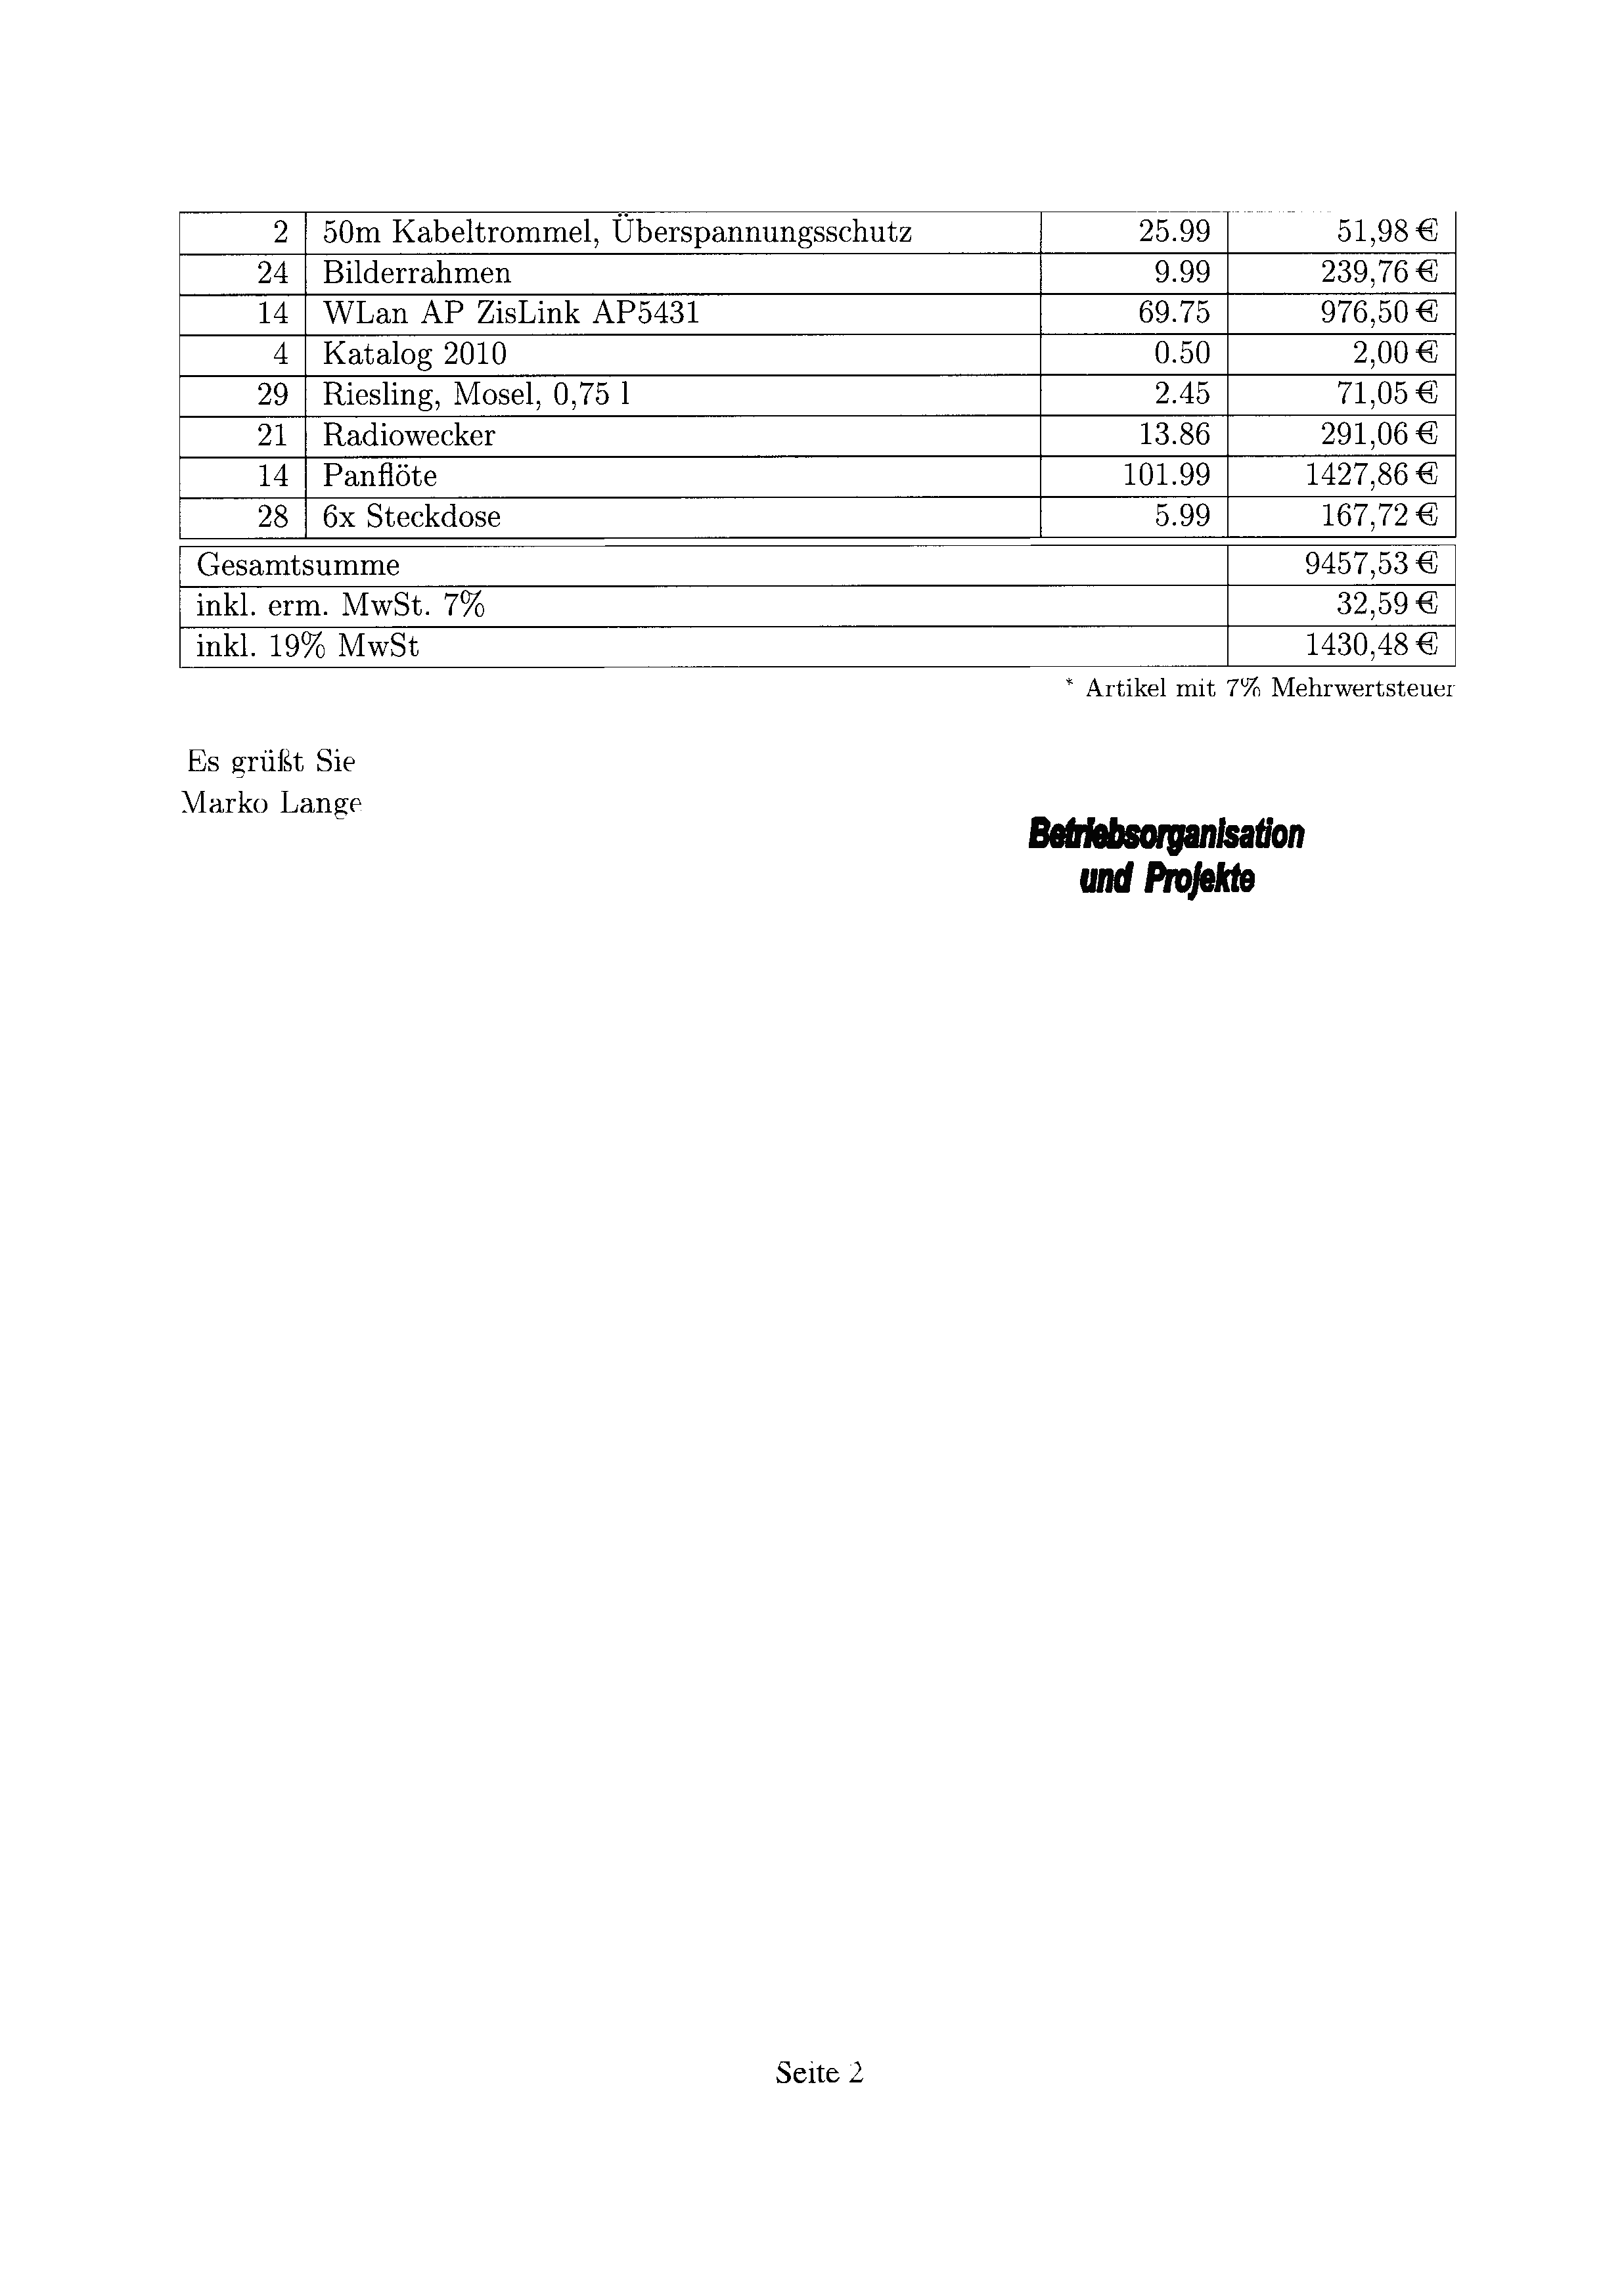 2 50m Kabeltrommel, Überspannungsschutz 25.99 51,98 €
24 Bilderrahmen 9.99 239,76 €
14 WLan AP ZisLink AP5431 69.75 976,50 €
4 Katalog 2010 0.50 2,00 €
29 Riesling, Mosel, 0,75 l 2.45 71,05 €
21 Radiowecker 13.86 291,06 €
14 Panflöte 101.99 1427,86 €
28 6x Steckdose 5.99 167,72 €
Gesamtsumme 9457,53 €
inkl. erm. MwSt. 7% 32,59 €
inkl. 19% MwSt 1430,48 €
* Artikel mit 7% Mehrwertsteuer
Es grüßt Sie
Marko Lange
Betriebsorganisation
und Projekte
Seite 2